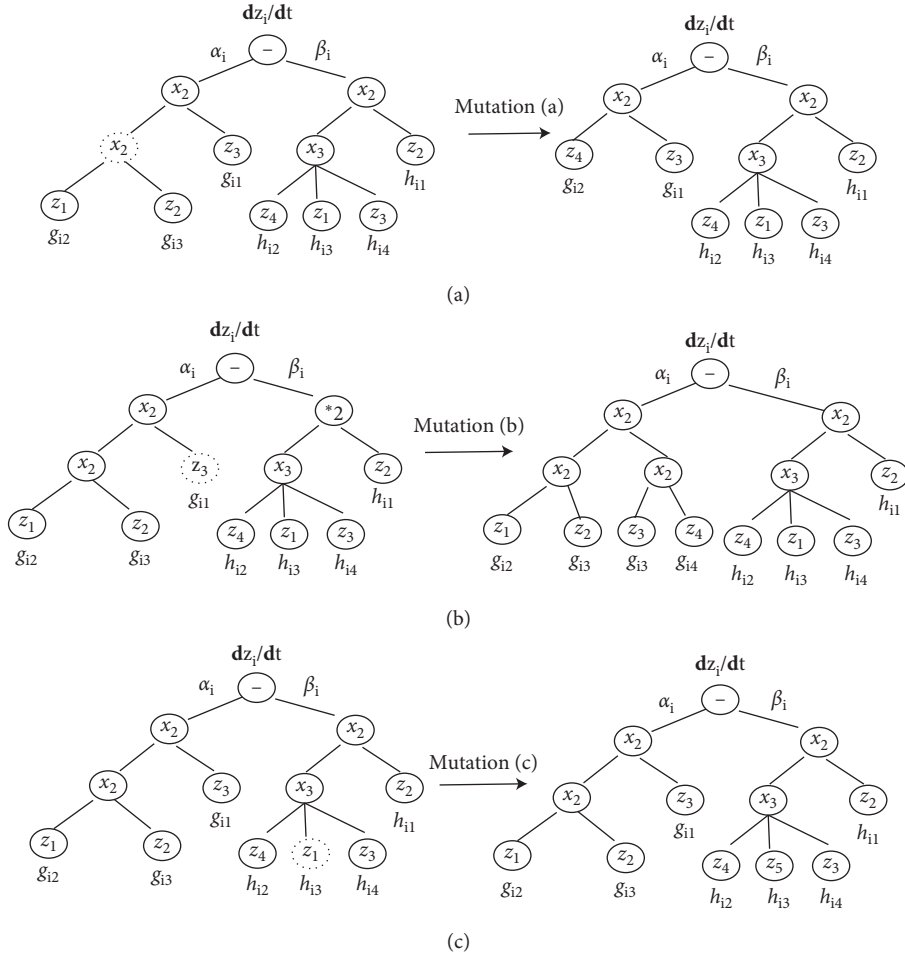 dz_i/dt dz_i/dt
α_i – β_i α_i – β_i
x_2 x_2 Mutation (a) x_2 x_2
x_2 z_3 x_3 z_2 z_4 z_3 x_3 z_2
g_i1 h_i1 g_i2 g_i1 h_i1
z_1 z_2 z_4 z_1 z_3 z_4 z_1 z_3
g_i2 g_i3 h_i2 h_i3 h_i4 h_i2 h_i3 h_i4
(a)
dz_i/dt dz_i/dt
α_i – β_i α_i – β_i
x_2 *2 Mutation (b) x_2 x_2
x_2 z_3 x_3 z_2 x_2 x_2 x_3 z_2
g_i1 h_i1 h_i1
z_1 z_2 z_4 z_1 z_3 z_1 z_2 z_3 z_4 z_4 z_1 z_3
g_i2 g_i3 h_i2 h_i3 h_i4 g_i2 g_i3 g_i3 g_i4 h_i2 h_i3 h_i4
(b)
dz_i/dt dz_i/dt
α_i – β_i α_i – β_i
x_2 x_2 Mutation (c) x_2 x_2
x_2 z_3 x_3 z_2 x_2 z_3 x_3 z_2
g_i1 h_i1 g_i1 h_i1
z_1 z_2 z_4 z_1 z_3 z_1 z_2 z_4 z_5 z_3
g_i2 g_i3 h_i2 h_i3 h_i4 g_i2 g_i3 h_i2 h_i3 h_i4
(c)